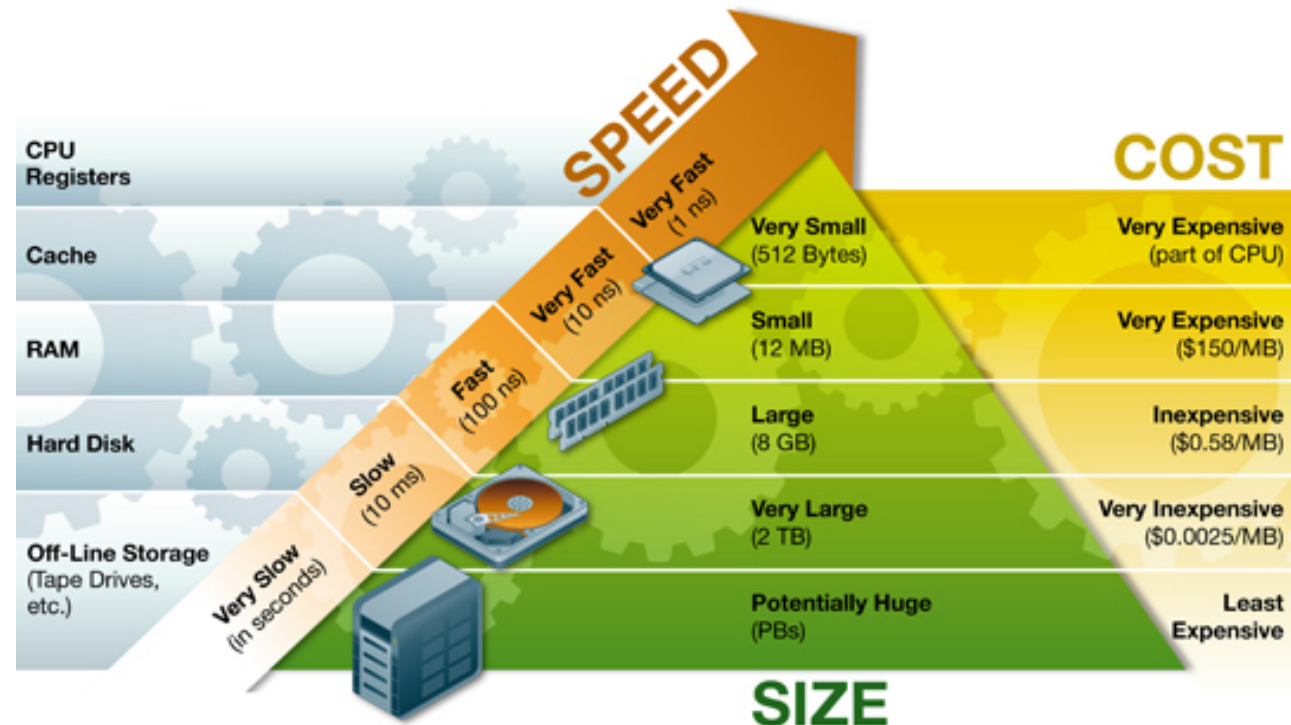 SPEED
COST
CPU
Registers
Very Fast
(1 ns)
Very Small
(512 Bytes)
Very Expensive
(part of CPU)
Cache
Very Fast
(10 ns)
Small
(12 MB)
Very Expensive
($150/MB)
RAM
Fast
(100 ns)
Large
(8 GB)
Inexpensive
($0.58/MB)
Hard Disk
Slow
(10 ms)
Very Large
(2 TB)
Very Inexpensive
($0.0025/MB)
Off-Line Storage
(Tape Drives,
etc.)
Very Slow
(in seconds)
Potentially Huge
(PBs)
Least
Expensive
SIZE
CPU